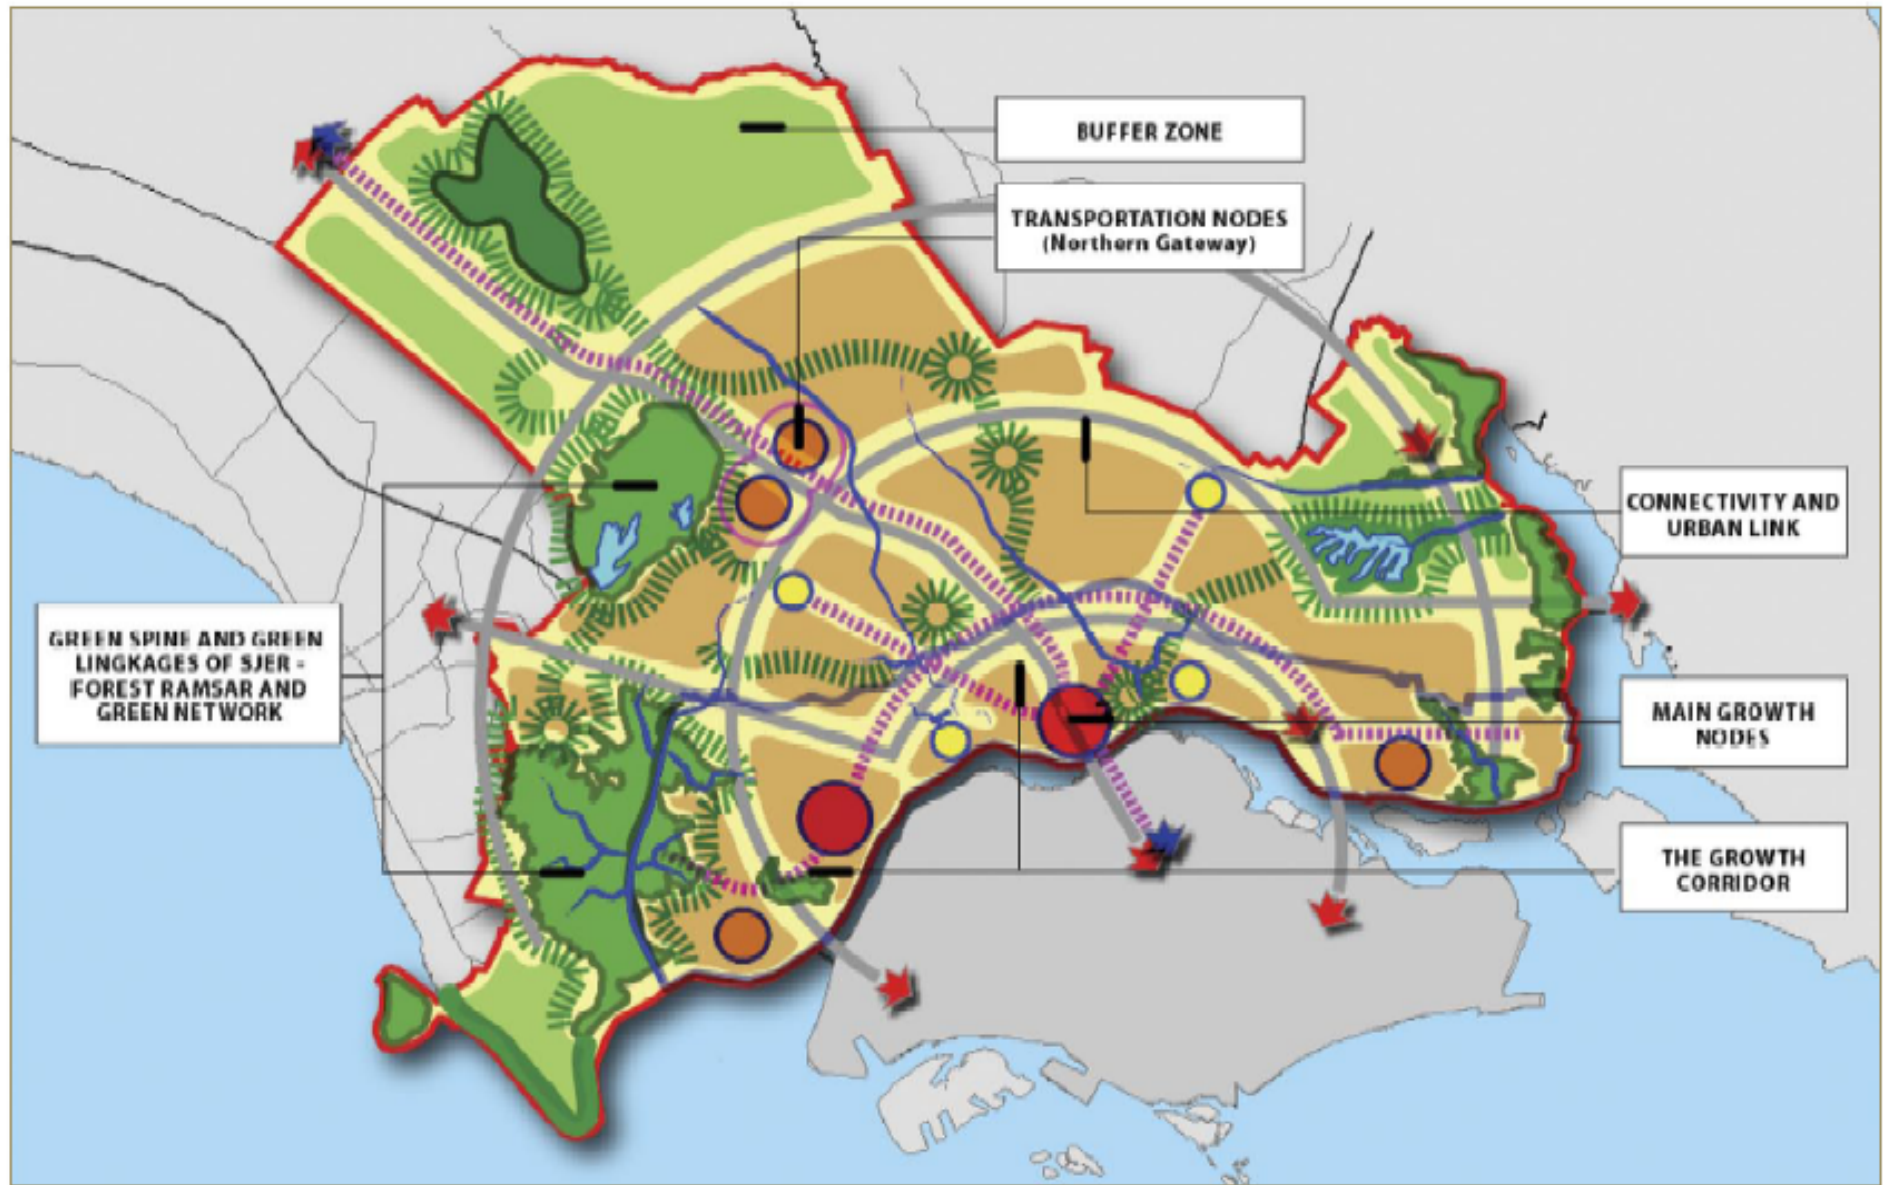 BUFFER ZONE
TRANSPORTATION NODES
(Northern Gateway)
CONNECTIVITY AND
URBAN LINK
GREEN SPINE AND GREEN
LINGKAGES OF SJER -
FOREST RAMSAR AND
GREEN NETWORK
MAIN GROWTH
NODES
THE GROWTH
CORRIDOR